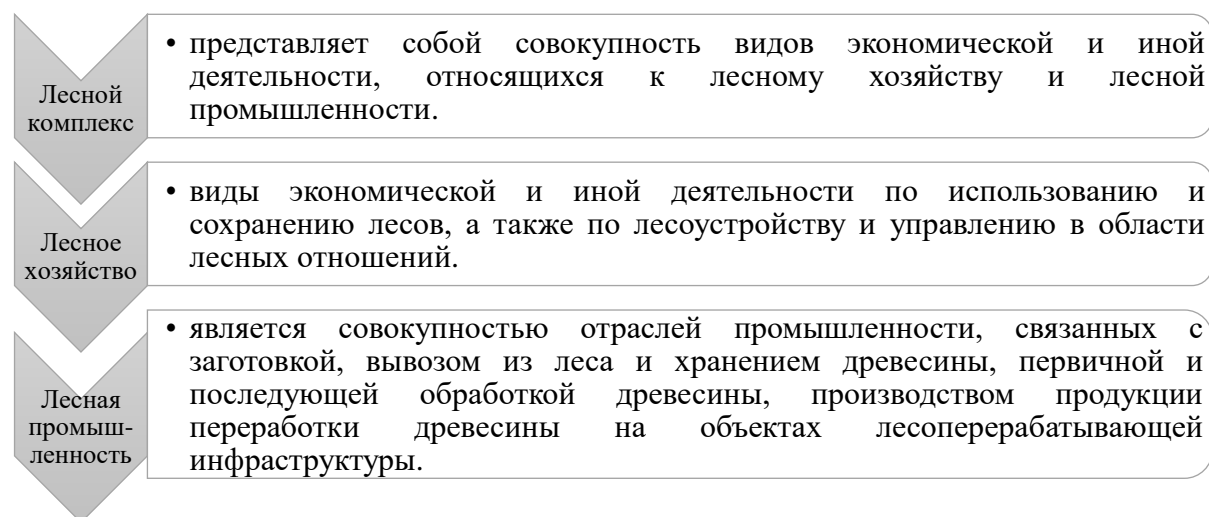 Лесной
комплекс
• представляет собой совокупность видов экономической и иной
деятельности, относящихся к лесному хозяйству и лесной
промышленности.
Лесное
хозяйство
• виды экономической и иной деятельности по использованию и
сохранению лесов, а также по лесоустройству и управлению в области
лесных отношений.
Лесная
промыш-
ленность
• является совокупностью отраслей промышленности, связанных с
заготовкой, вывозом из леса и хранением древесины, первичной и
последующей обработкой древесины, производством продукции
переработки древесины на объектах лесоперерабатывающей
инфраструктуры.